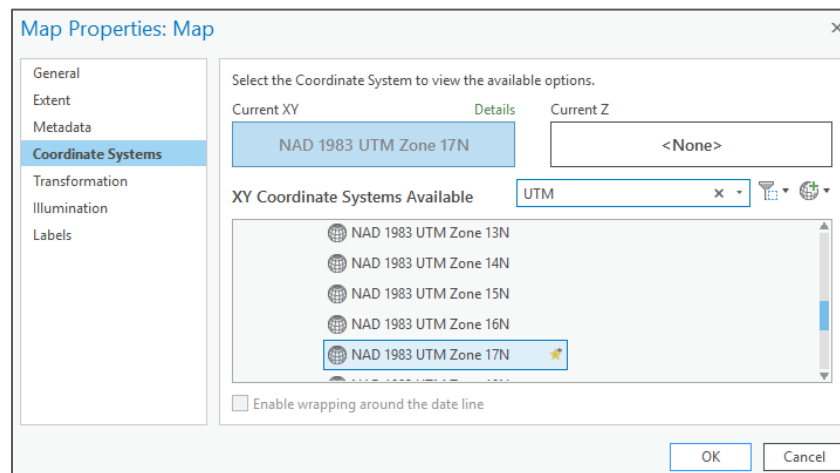 Map Properties: Map
General
Extent
Metadata
Coordinate Systems
Transformation
Illumination
Labels
Select the Coordinate System to view the available options.
Current XY Details Current Z
NAD 1983 UTM Zone 17N <None>
XY Coordinate Systems Available UTM
NAD 1983 UTM Zone 13N
NAD 1983 UTM Zone 14N
NAD 1983 UTM Zone 15N
NAD 1983 UTM Zone 16N
NAD 1983 UTM Zone 17N
Enable wrapping around the date line
OK Cancel